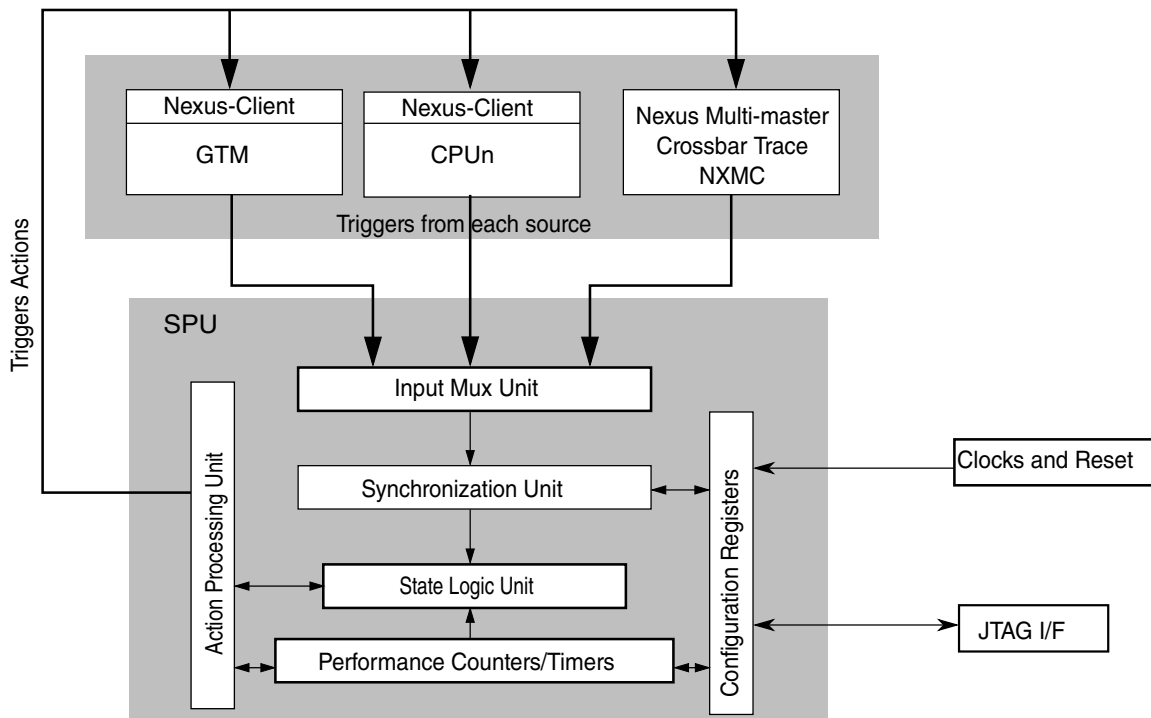 Nexus-Client
GTM
Nexus-Client
CPUn
Nexus Multi-master
Crossbar Trace
NXMC
Triggers from each source
Triggers Actions
SPU
Input Mux Unit
Synchronization Unit
State Logic Unit
Performance Counters/Timers
Action Processing Unit
Configuration Registers
Clocks and Reset
JTAG I/F